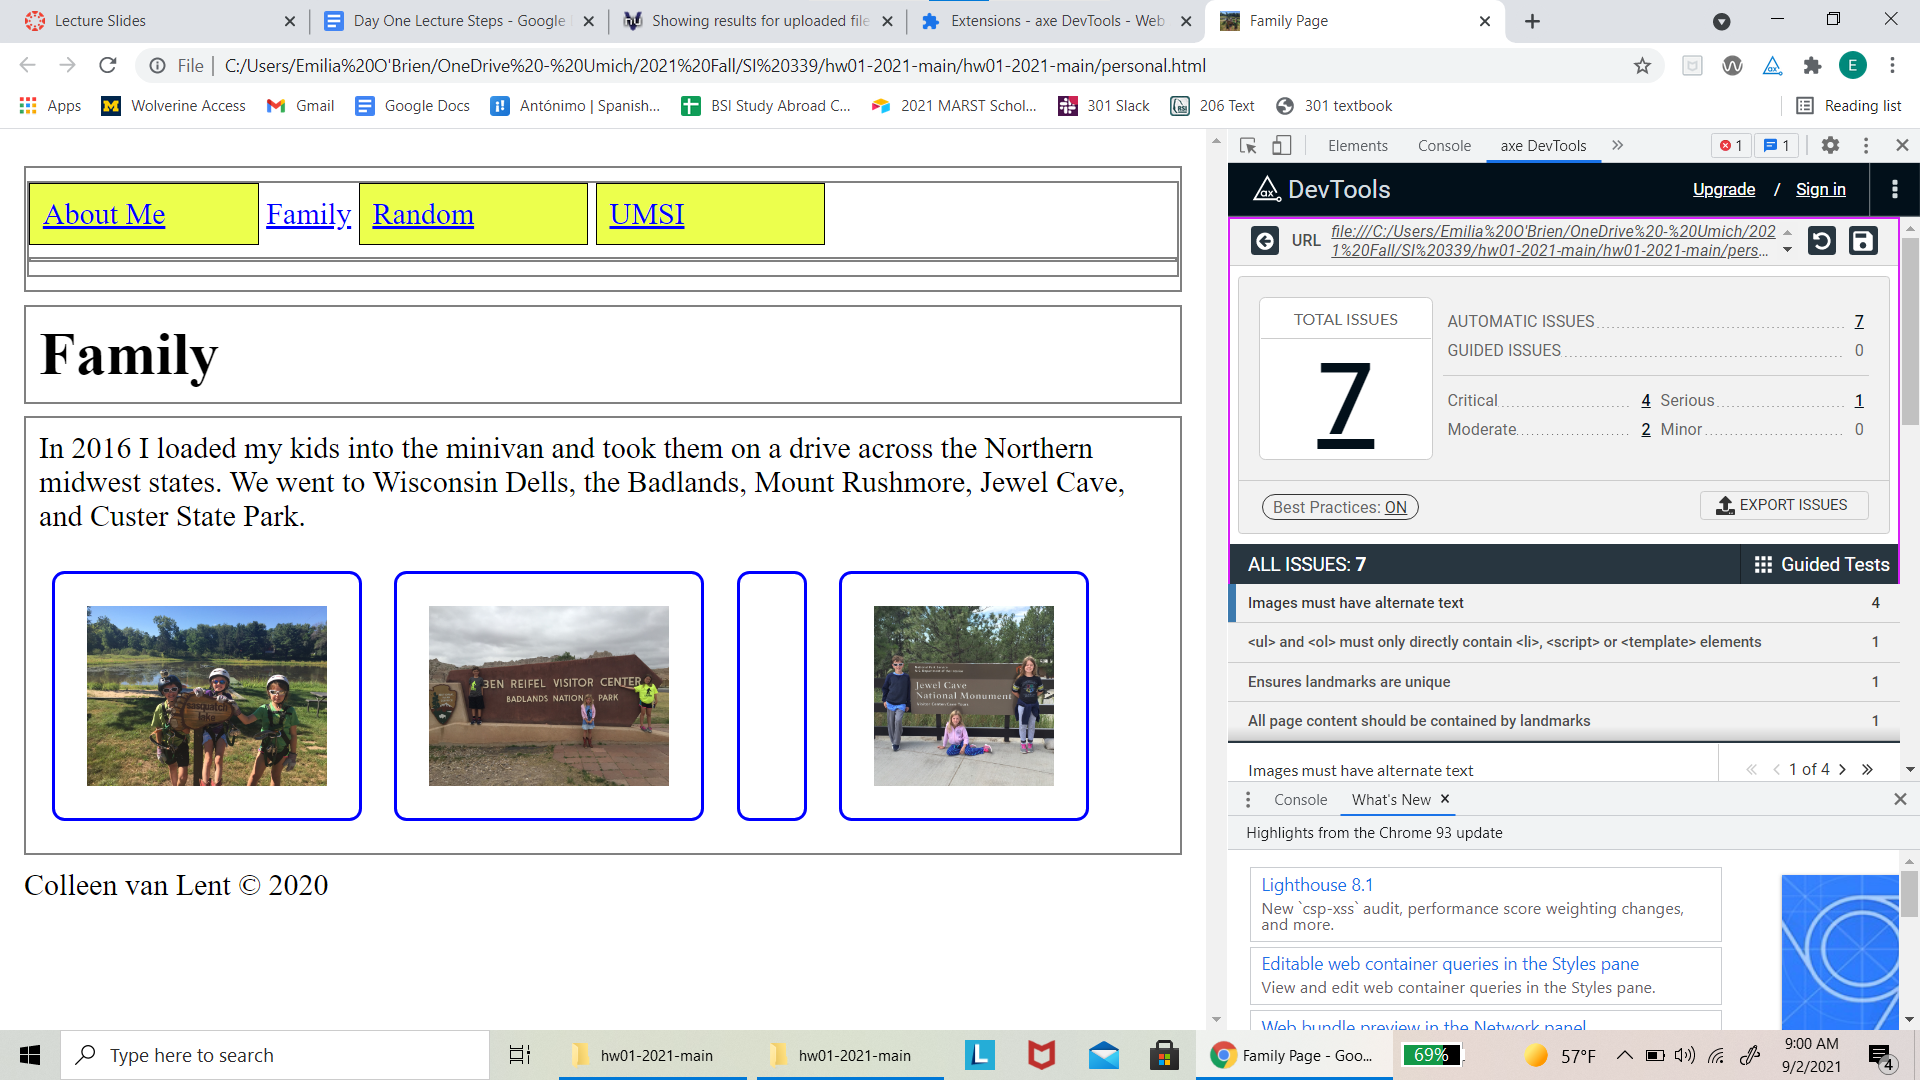 Lecture Slides
Day One Lecture Steps - Google
Showing results for uploaded file
Extensions - axe DevTools - Web
Family Page
File
C:/Users/Emilia%20O'Brien/OneDrive%20-%20Umich/2021%20Fall/SI%20339/hw01-2021-main/hw01-2021-main/personal.html
E
Apps
Wolverine Access
Gmail
Google Docs
Antónimo | Spanish...
BSI Study Abroad C...
2021 MARST Schol...
301 Slack
206 Text
301 textbook
Reading list
About Me
Family
Random
UMSI
Family
In 2016 I loaded my kids into the minivan and took them on a drive across the Northern
midwest states. We went to Wisconsin Dells, the Badlands, Mount Rushmore, Jewel Cave,
and Custer State Park.
sasquatch
lake
BEN REIFEL VISITOR CENTER
BADLANDS NATIONAL PARK
Jewel Cave
National Monument
Colleen van Lent © 2020
Elements
Console
axe DevTools
1
1
DevTools
Upgrade / Sign in
URL
file:///C:/Users/Emilia%20O'Brien/OneDrive%20-%20Umich/202
1%20Fall/SI%20339/hw01-2021-main/hw01-2021-main/pers...
TOTAL ISSUES
7
AUTOMATIC ISSUES 7
GUIDED ISSUES 0
Critical 4 Serious 1
Moderate 2 Minor 0
Best Practices: ON
EXPORT ISSUES
ALL ISSUES: 7
Guided Tests
Images must have alternate text 4
<ul> and <ol> must only directly contain <li>, <script> or <template> elements 1
Ensures landmarks are unique 1
All page content should be contained by landmarks 1
Images must have alternate text
1 of 4
Console
What's New
Highlights from the Chrome 93 update
Lighthouse 8.1
New `csp-xss` audit, performance score weighting changes,
and more.
Editable web container queries in the Styles pane
View and edit web container queries in the Styles pane.
Web bundle preview in the Network panel
Type here to search
hw01-2021-main
hw01-2021-main
L
Family Page - Goo...
69%
57°F
9:00 AM
9/2/2021
4